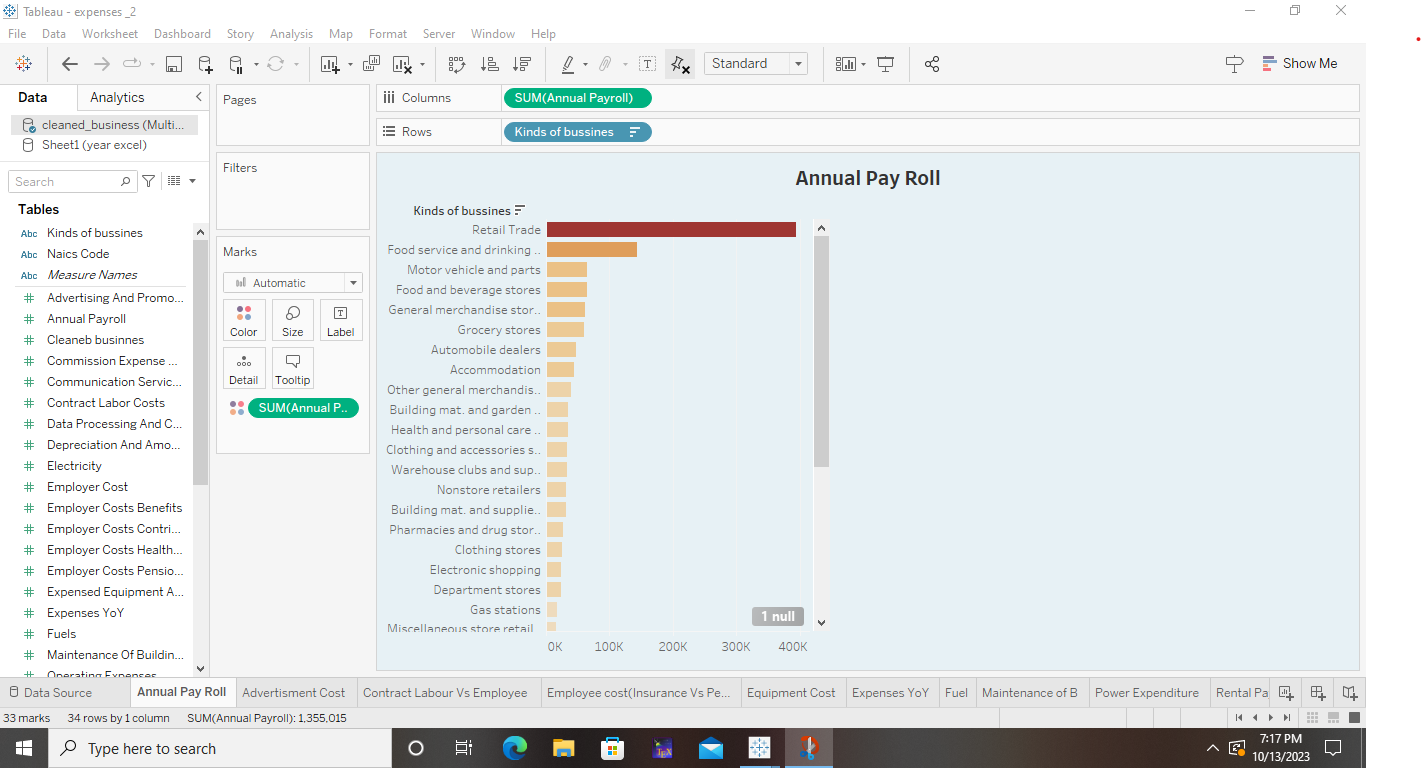 Tableau - expenses _2
File Data Worksheet Dashboard Story Analysis Map Format Server Window Help
Standard
Show Me
Data Analytics
cleaned_business (Multi...
Sheet1 (year excel)
Search
Tables
Abc Kinds of bussines
Abc Naics Code
Abc Measure Names
Advertising And Promo...
Annual Payroll
Cleaneb businnes
Commission Expense ...
Communication Servic...
Contract Labor Costs
Data Processing And C...
Depreciation And Amo...
Electricity
Employer Cost
Employer Costs Benefits
Employer Costs Contri...
Employer Costs Health...
Employer Costs Pensio...
Expensed Equipment A...
Expenses YoY
Fuels
Maintenance Of Buildin...
Operating Expenses
Pages
Filters
Marks
Automatic
Color Size Label
Detail Tooltip
SUM(Annual P..
Columns SUM(Annual Payroll)
Rows Kinds of bussines
Annual Pay Roll
Kinds of bussines
Retail Trade
Food service and drinking ..
Motor vehicle and parts
Food and beverage stores
General merchandise stor..
Grocery stores
Automobile dealers
Accommodation
Other general merchandis..
Building mat. and garden ..
Health and personal care ..
Clothing and accessories s..
Warehouse clubs and sup..
Nonstore retailers
Building mat. and supplie..
Pharmacies and drug stor..
Clothing stores
Electronic shopping
Department stores
Gas stations
Miscellaneous store retail..
1 null
0K 100K 200K 300K 400K
Data Source Annual Pay Roll Advertisment Cost Contract Labour Vs Employee Employee cost(Insurance Vs Pe... Equipment Cost Expenses YoY Fuel Maintenance of B Power Expenditure Rental Pa
33 marks 34 rows by 1 column SUM(Annual Payroll): 1,355,015
Type here to search
TEX
7:17 PM
10/13/2023